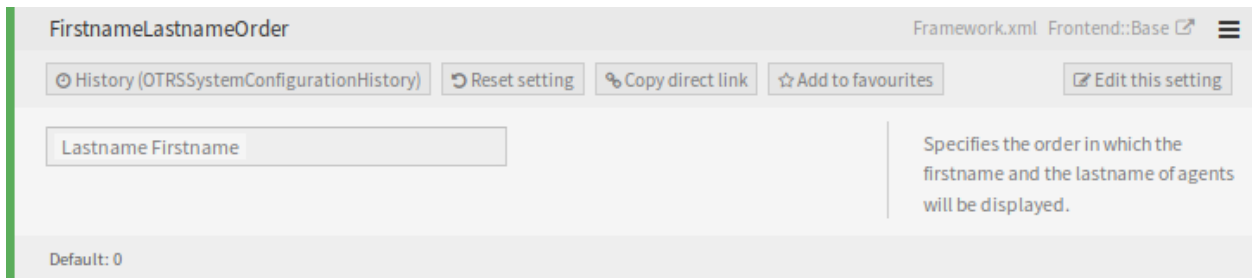 FirstnameLastnameOrder
Framework.xml Frontend::Base
History (OTRSSystemConfigurationHistory) Reset setting Copy direct link Add to favourites Edit this setting
Lastname Firstname
Specifies the order in which the
firstname and the lastname of agents
will be displayed.
Default: 0